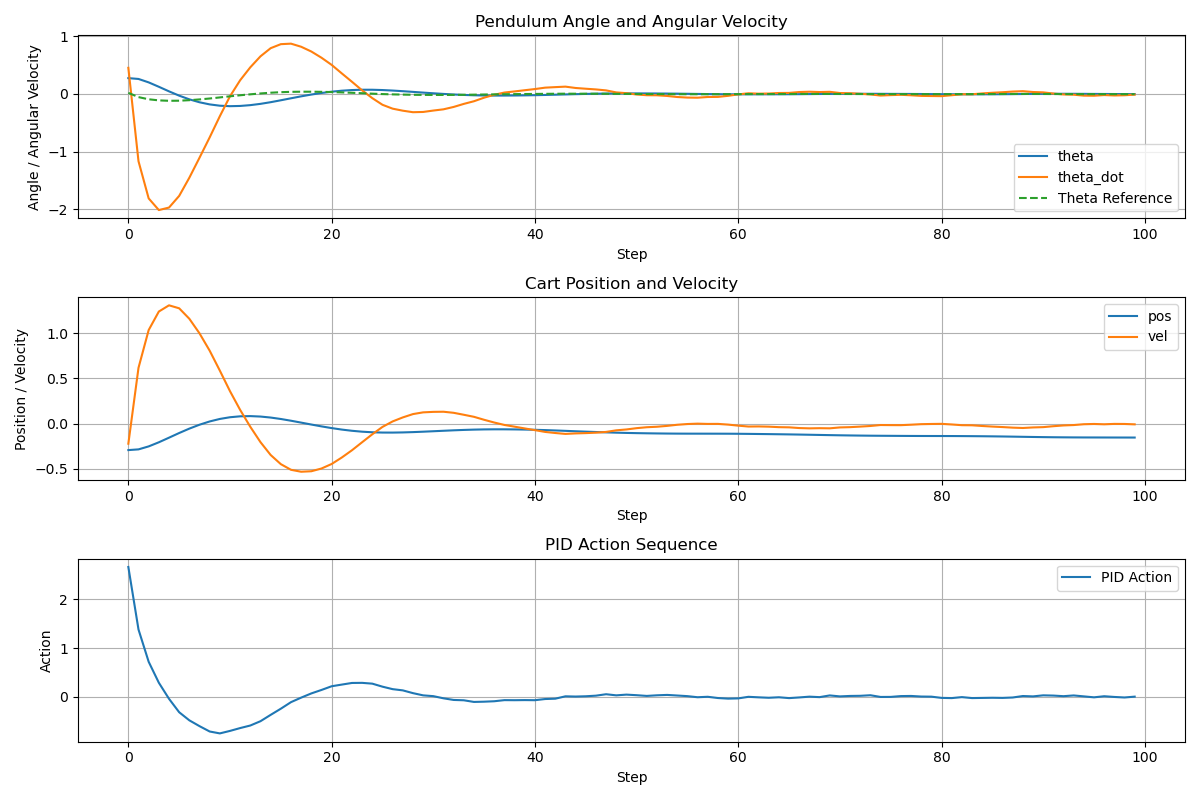 Pendulum Angle and Angular Velocity
Angle / Angular Velocity
1
0
−1
−2
theta
theta_dot
Theta Reference
0 20 40 60 80 100
Step
Cart Position and Velocity
Position / Velocity
1.0
0.5
0.0
−0.5
pos
vel
0 20 40 60 80 100
Step
PID Action Sequence
Action
2
1
0
PID Action
0 20 40 60 80 100
Step